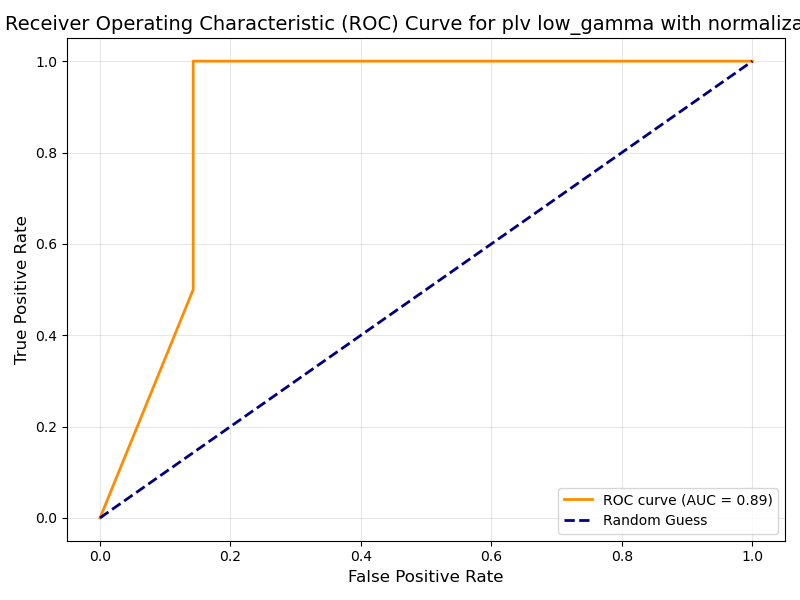 Receiver Operating Characteristic (ROC) Curve for plv low_gamma with normaliza
1.0
0.8
0.6
0.4
0.2
0.0
True Positive Rate
0.0 0.2 0.4 0.6 0.8 1.0
False Positive Rate
ROC curve (AUC = 0.89)
Random Guess